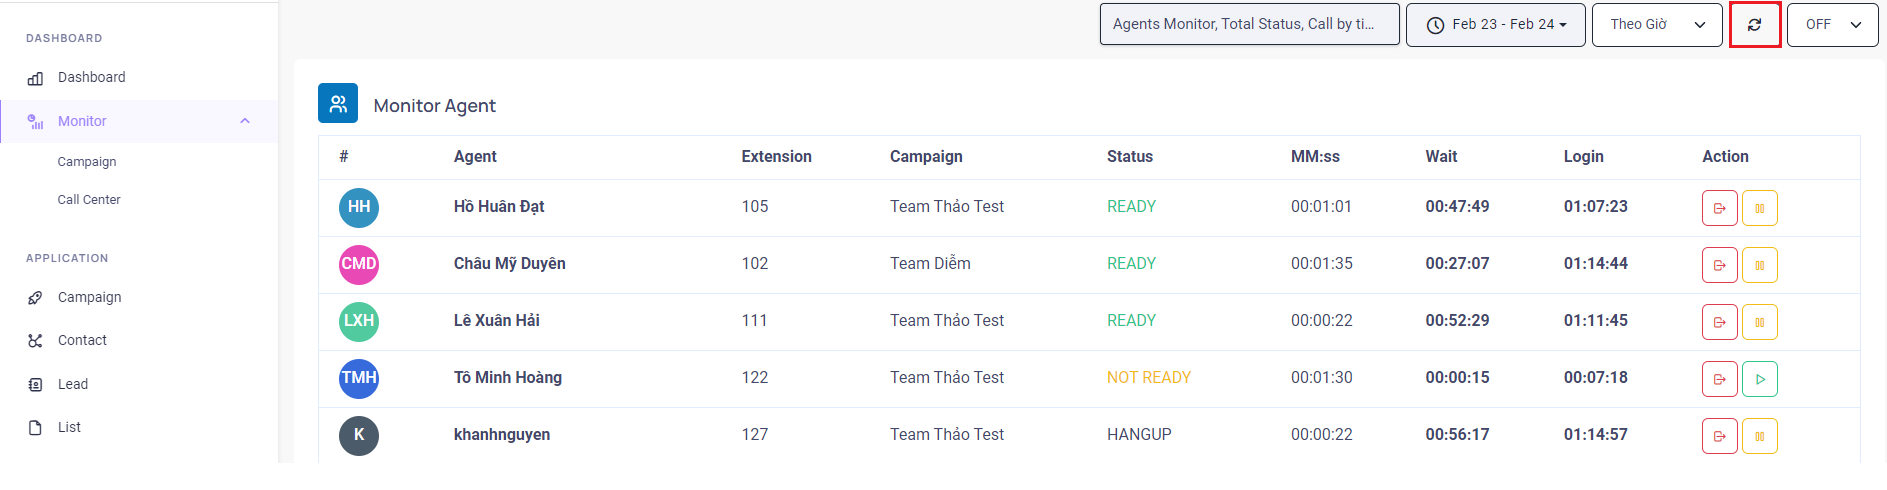 DASHBOARD
Dashboard
Monitor
Campaign
Call Center
APPLICATION
Campaign
Contact
Lead
List
Agents Monitor, Total Status, Call by ti...
Feb 23 - Feb 24
Theo Giờ
OFF
Monitor Agent
# Agent Extension Campaign Status MM:ss Wait Login Action
HH Hồ Huân Đạt 105 Team Thảo Test READY 00:01:01 00:47:49 01:07:23
CMD Châu Mỹ Duyên 102 Team Diễm READY 00:01:35 00:27:07 01:14:44
LXH Lê Xuân Hải 111 Team Thảo Test READY 00:00:22 00:52:29 01:11:45
TMH Tô Minh Hoàng 122 Team Thảo Test NOT READY 00:01:30 00:00:15 00:07:18
K khanhnguyen 127 Team Thảo Test HANGUP 00:00:22 00:56:17 01:14:57